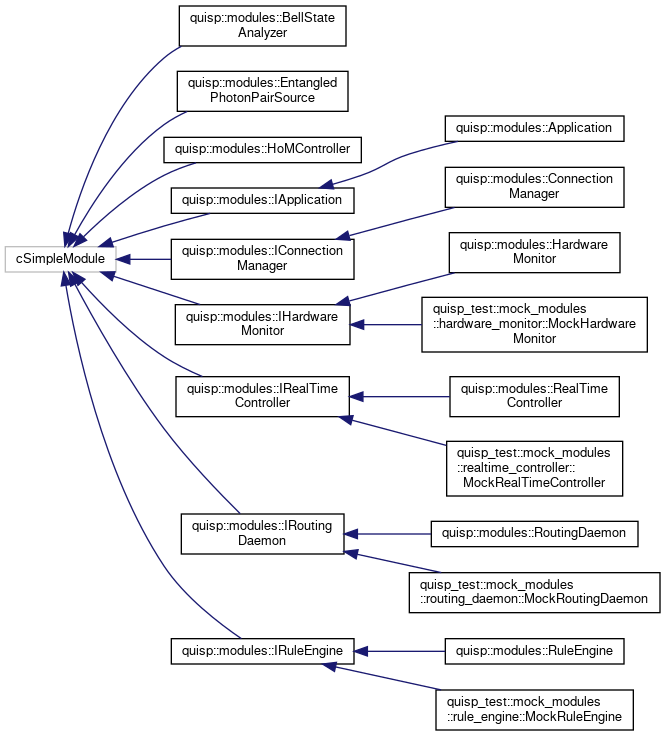 quisp::modules::BellState
Analyzer
quisp::modules::Entangled
PhotonPairSource
quisp::modules::HoMController
quisp::modules::IApplication
quisp::modules::IConnection
Manager
quisp::modules::IHardware
Monitor
quisp::modules::IRealTime
Controller
quisp::modules::IRouting
Daemon
quisp::modules::IRuleEngine
cSimpleModule
quisp::modules::Application
quisp::modules::Connection
Manager
quisp::modules::Hardware
Monitor
quisp_test::mock_modules
::hardware_monitor::MockHardware
Monitor
quisp::modules::RealTime
Controller
quisp_test::mock_modules
::realtime_controller::
MockRealTimeController
quisp::modules::RoutingDaemon
quisp_test::mock_modules
::routing_daemon::MockRoutingDaemon
quisp::modules::RuleEngine
quisp_test::mock_modules
::rule_engine::MockRuleEngine